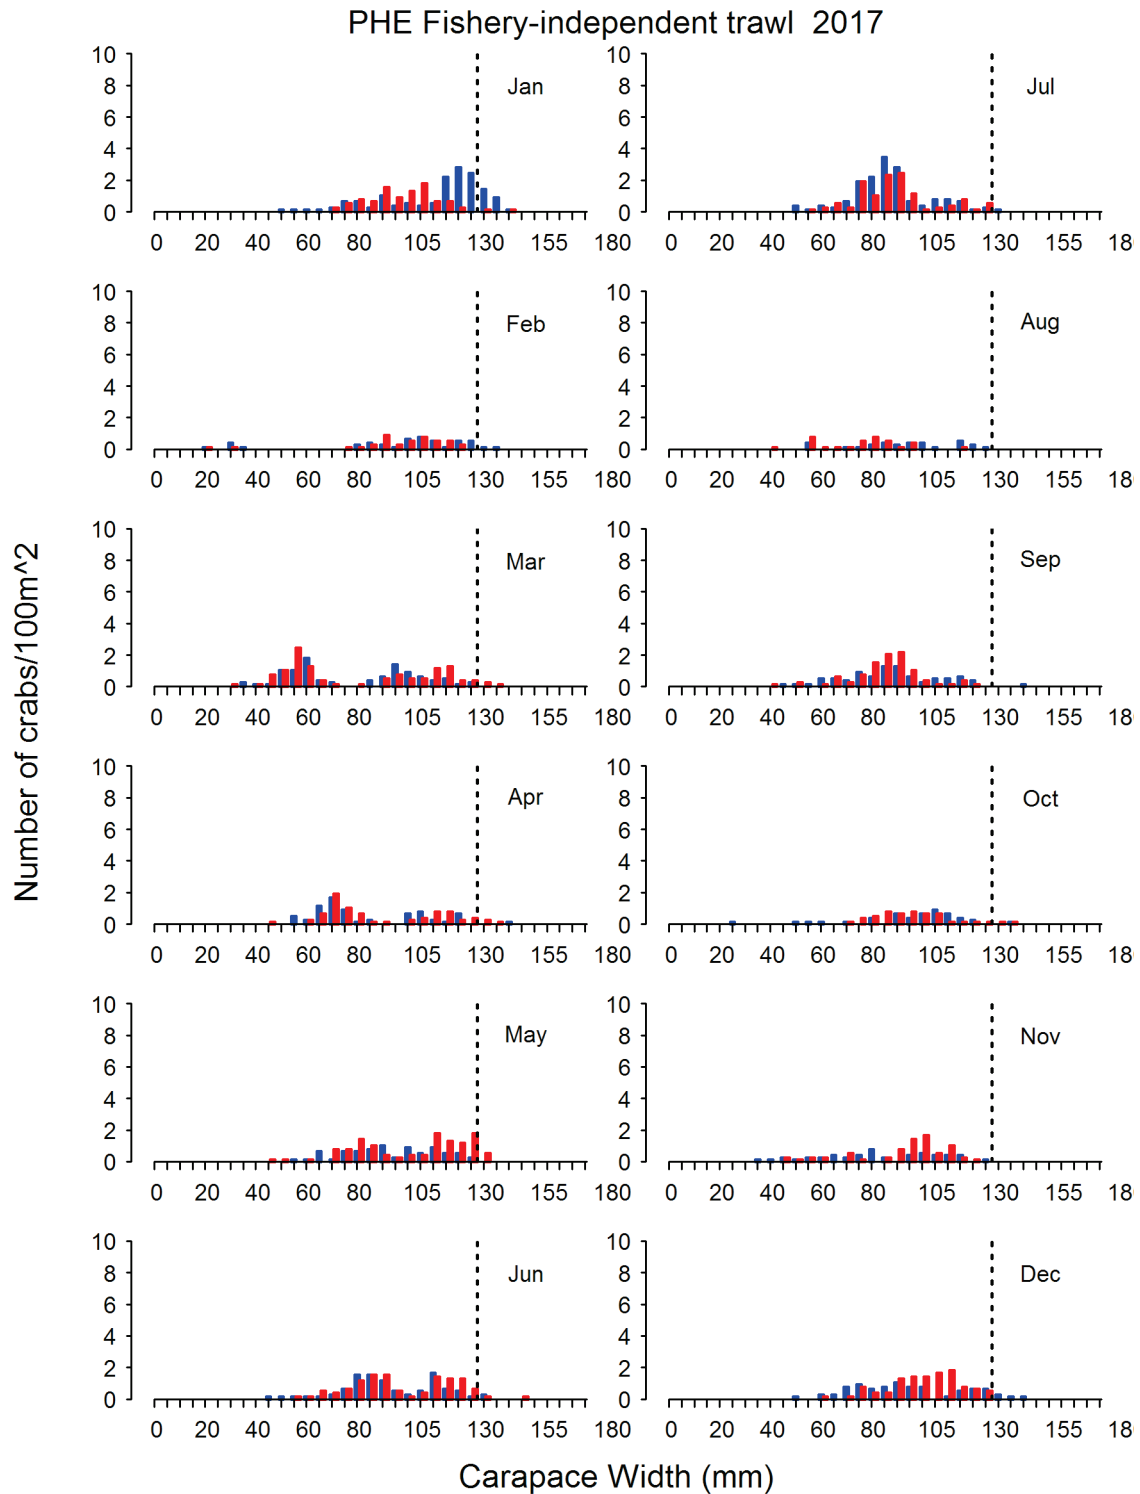 PHE Fishery-independent trawl  2017
Number of crabs/100m^2
10
8
6
4
2
0
Jan
0 20 40 60 80 105 130 155 180
10
8
6
4
2
0
Jul
0 20 40 60 80 105 130 155 18
10
8
6
4
2
0
Feb
0 20 40 60 80 105 130 155 180
10
8
6
4
2
0
Aug
0 20 40 60 80 105 130 155 18
10
8
6
4
2
0
Mar
0 20 40 60 80 105 130 155 180
10
8
6
4
2
0
Sep
0 20 40 60 80 105 130 155 18
10
8
6
4
2
0
Apr
0 20 40 60 80 105 130 155 180
10
8
6
4
2
0
Oct
0 20 40 60 80 105 130 155 18
10
8
6
4
2
0
May
0 20 40 60 80 105 130 155 180
10
8
6
4
2
0
Nov
0 20 40 60 80 105 130 155 18
10
8
6
4
2
0
Jun
0 20 40 60 80 105 130 155 180
10
8
6
4
2
0
Dec
0 20 40 60 80 105 130 155 18
Carapace Width (mm)